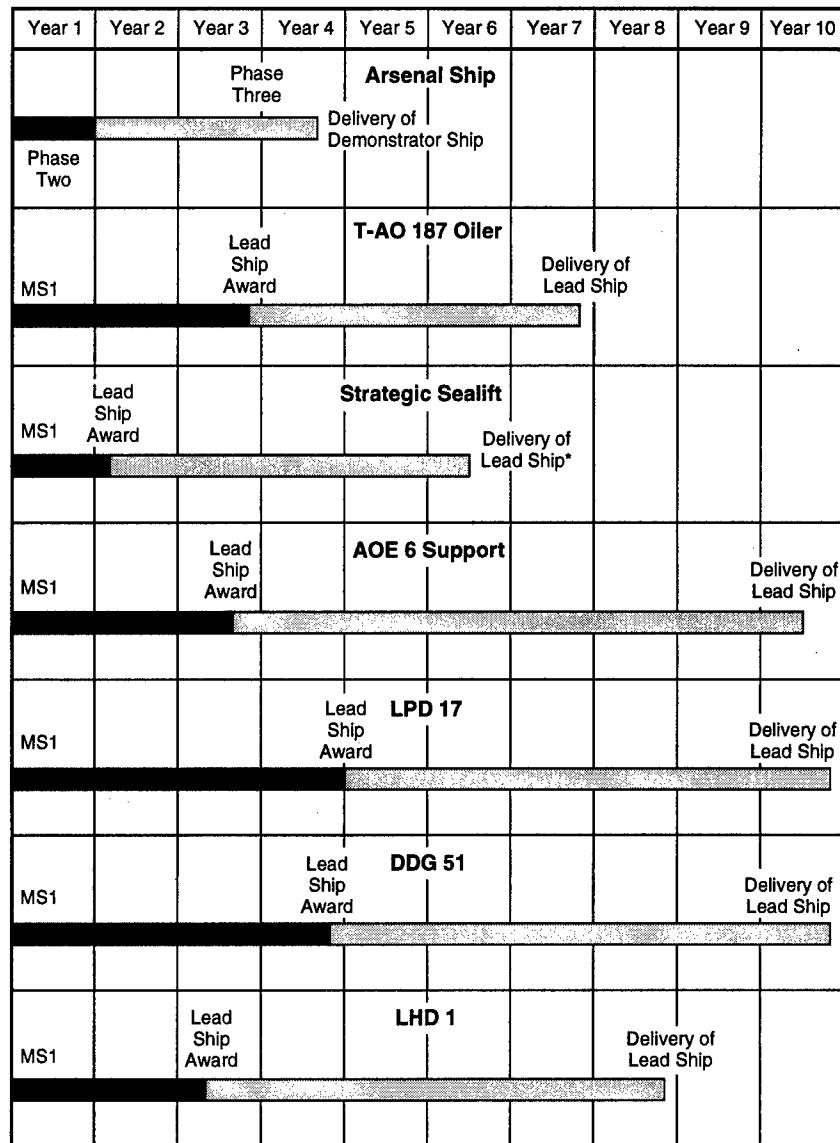 Year 1 Year 2 Year 3 Year 4 Year 5 Year 6 Year 7 Year 8 Year 9 Year 10
Phase
Three
Arsenal Ship
Delivery of
Demonstrator Ship
Phase
Two
T-AO 187 Oiler
Lead
Ship
Award
MS1
Delivery of
Lead Ship
Strategic Sealift
Lead
Ship
Award
MS1
Delivery of
Lead Ship*
AOE 6 Support
Lead
Ship
Award
MS1
Delivery of
Lead Ship
LPD 17
Lead
Ship
Award
MS1
Delivery of
Lead Ship
DDG 51
Lead
Ship
Award
MS1
Delivery of
Lead Ship
LHD 1
Lead
Ship
Award
MS1
Delivery of
Lead Ship